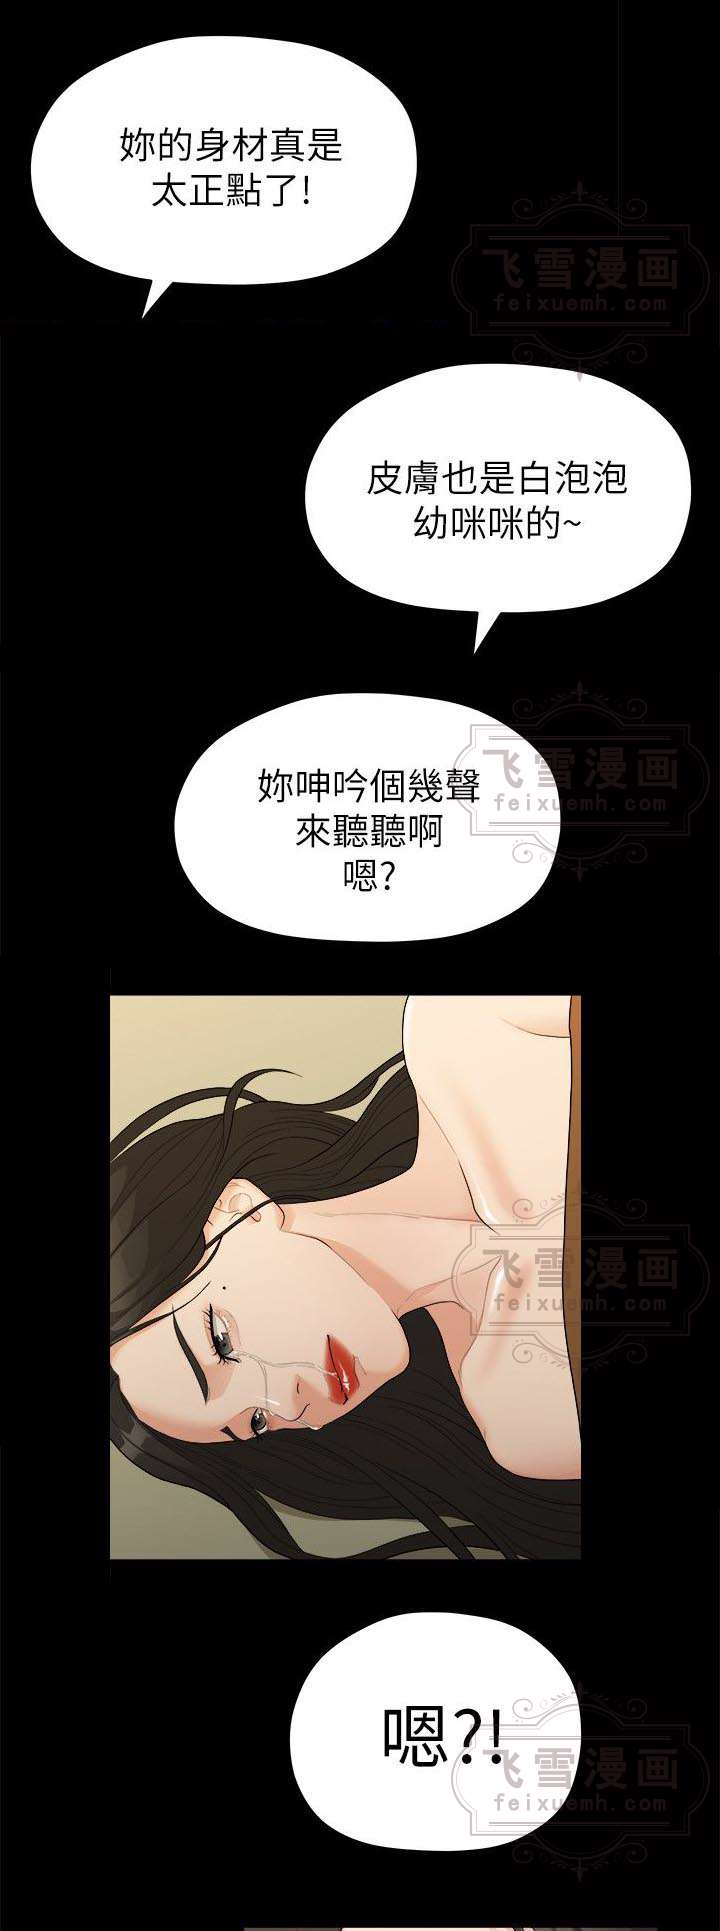 妳的身材真是
太正點了!
飞雪漫画
feixuemh.com
皮膚也是白泡泡
幼咪咪的~
飞雪漫画
feixuemh.com
妳呻吟個幾聲
來聽聽啊
嗯?
飞雪漫画
feixuemh.com
嗯?!
飞雪漫画
feixuemh.com